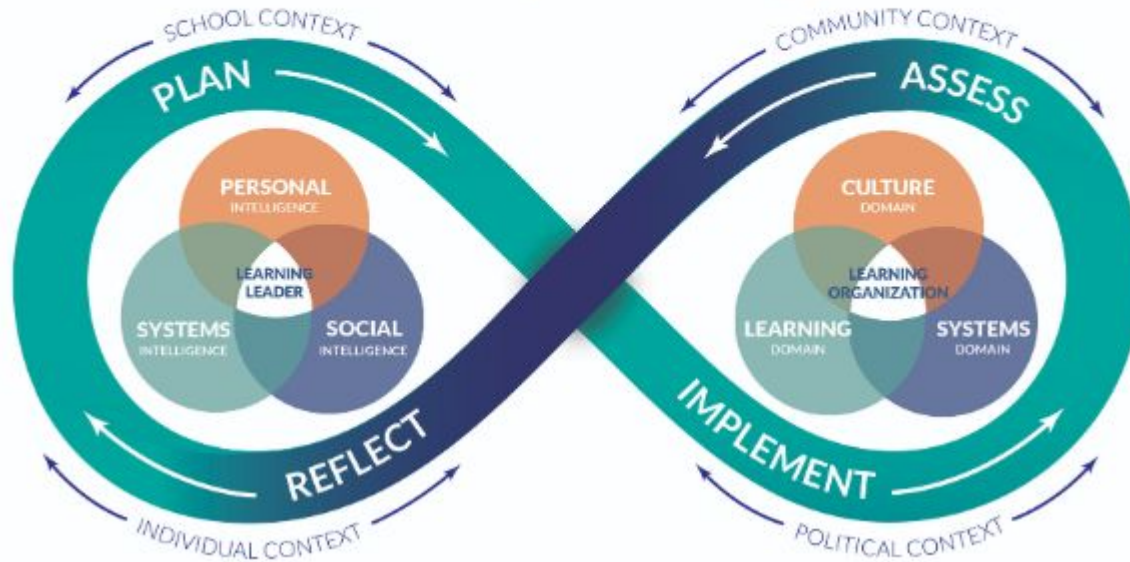 SCHOOL CONTEXT
PLAN
PERSONAL
INTELLIGENCE
LEARNING
LEADER
SYSTEMS
INTELLIGENCE
SOCIAL
INTELLIGENCE
REFLECT
INDIVIDUAL CONTEXT
COMMUNITY CONTEXT
ASSESS
CULTURE
DOMAIN
LEARNING
ORGANIZATION
LEARNING
DOMAIN
SYSTEMS
DOMAIN
IMPLEMENT
POLITICAL CONTEXT